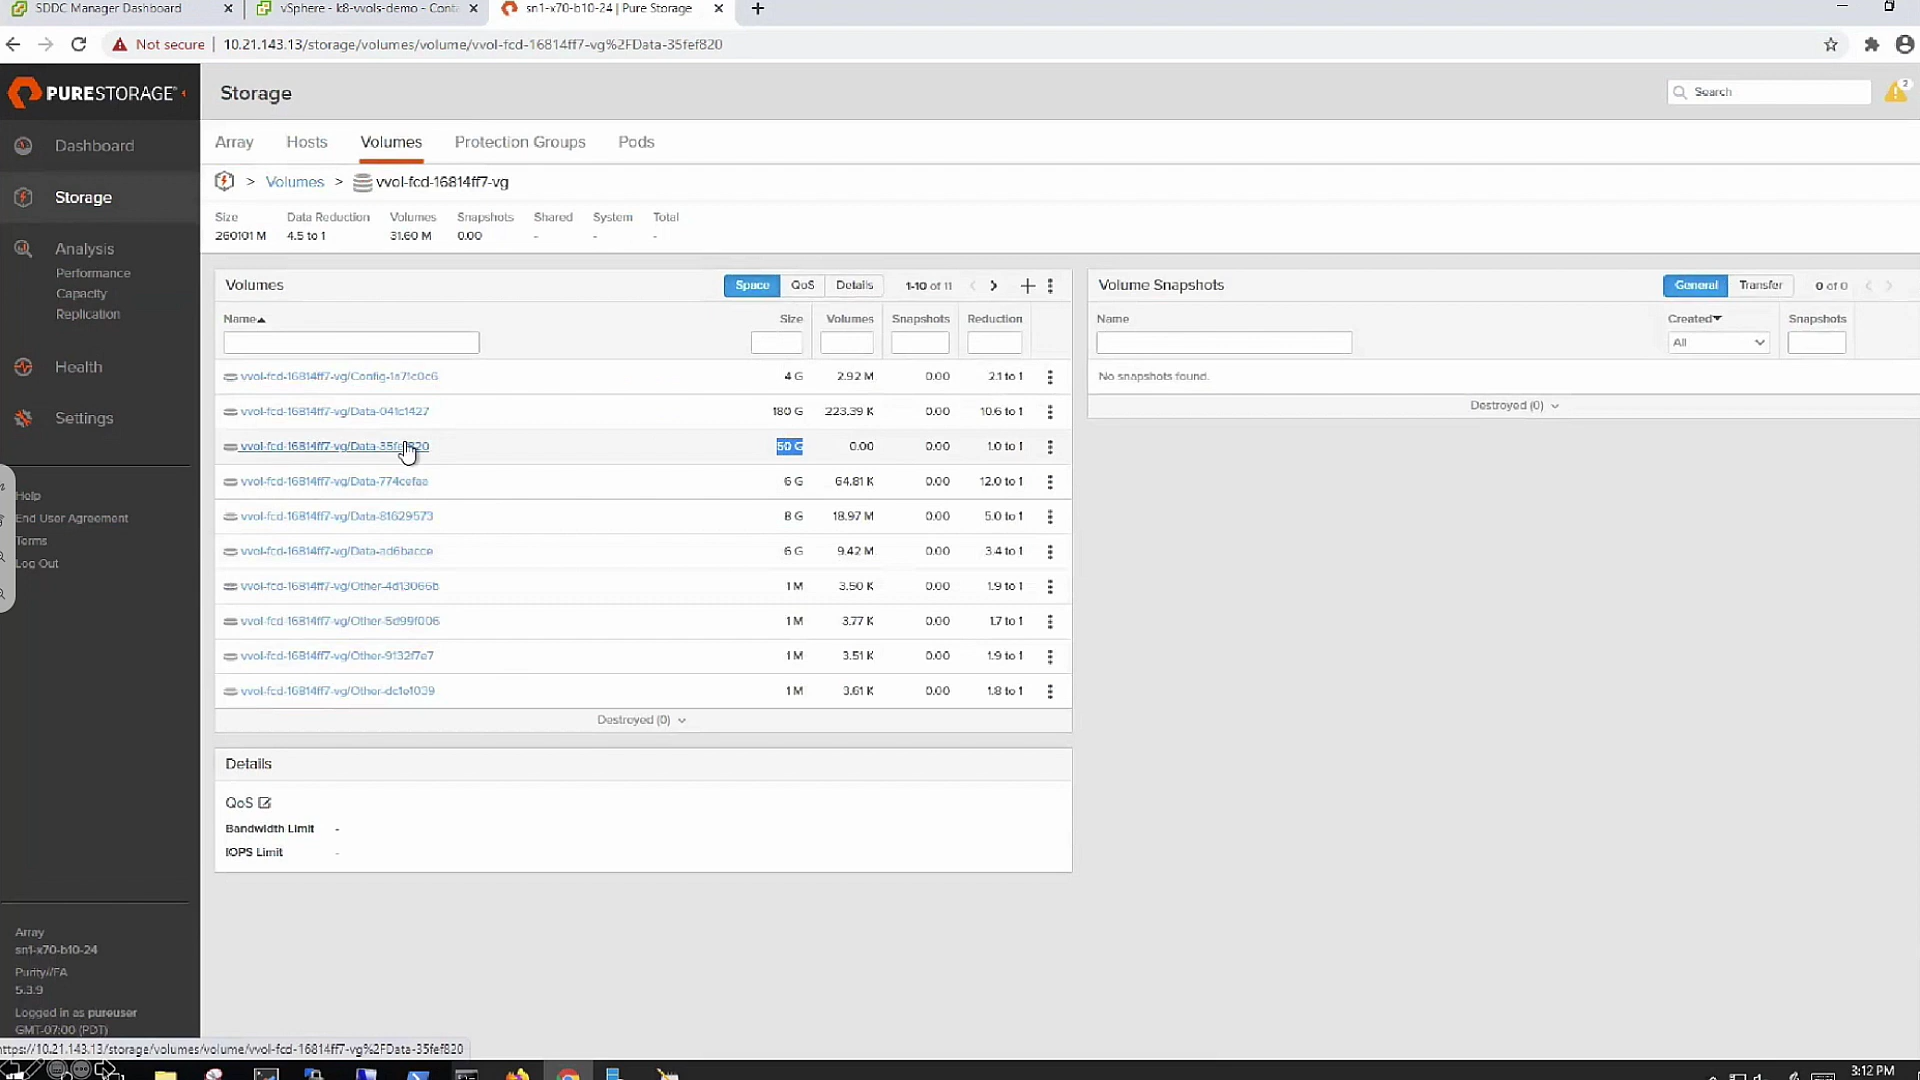 SDDC Manager Dashboard
vSphere - k8-vvols-demo - Conta
sn1-x70-b10-24 | Pure Storage
Not secure
10.21.143.13/storage/volumes/volume/vvol-fcd-16814ff7-vg%2FData-35fef820
PURESTORAGE®
Storage
Search
2
Dashboard
Storage
Analysis
Performance
Capacity
Replication
Health
Settings
Help
End User Agreement
Terms
Log Out
Array Hosts Volumes Protection Groups Pods
> Volumes > vvol-fcd-16814ff7-vg
Size Data Reduction Volumes Snapshots Shared System Total
260101 M 4.5 to 1 31.60 M 0.00 - - -
Volumes Space QoS Details 1-10 of 11
Name Size Volumes Snapshots Reduction
vvol-fcd-16814ff7-vg/Config-1a71c0c6 4 G 2.92 M 0.00 2.1 to 1
vvol-fcd-16814ff7-vg/Data-041c1427 180 G 223.39 K 0.00 10.6 to 1
vvol-fcd-16814ff7-vg/Data-35fef820 50 G 0.00 0.00 1.0 to 1
vvol-fcd-16814ff7-vg/Data-774cefaa 6 G 64.81 K 0.00 12.0 to 1
vvol-fcd-16814ff7-vg/Data-81629573 8 G 18.97 M 0.00 5.0 to 1
vvol-fcd-16814ff7-vg/Data-ad6bacce 6 G 9.42 M 0.00 3.4 to 1
vvol-fcd-16814ff7-vg/Other-4d13066b 1 M 3.50 K 0.00 1.9 to 1
vvol-fcd-16814ff7-vg/Other-5d99f006 1 M 3.77 K 0.00 1.7 to 1
vvol-fcd-16814ff7-vg/Other-9132f7e7 1 M 3.51 K 0.00 1.9 to 1
vvol-fcd-16814ff7-vg/Other-dc1e1039 1 M 3.61 K 0.00 1.8 to 1
Destroyed (0)
Volume Snapshots General Transfer 0 of 0
Name Created Snapshots
All
No snapshots found.
Destroyed (0)
Details
QoS
Bandwidth Limit -
IOPS Limit -
Array
sn1-x70-b10-24
Purity//FA
5.3.9
Logged in as pureuser
GMT-07:00 (PDT)
https://10.21.143.13/storage/volumes/volume/vvol-fcd-16814ff7-vg%2FData-35fef820
3:12 PM